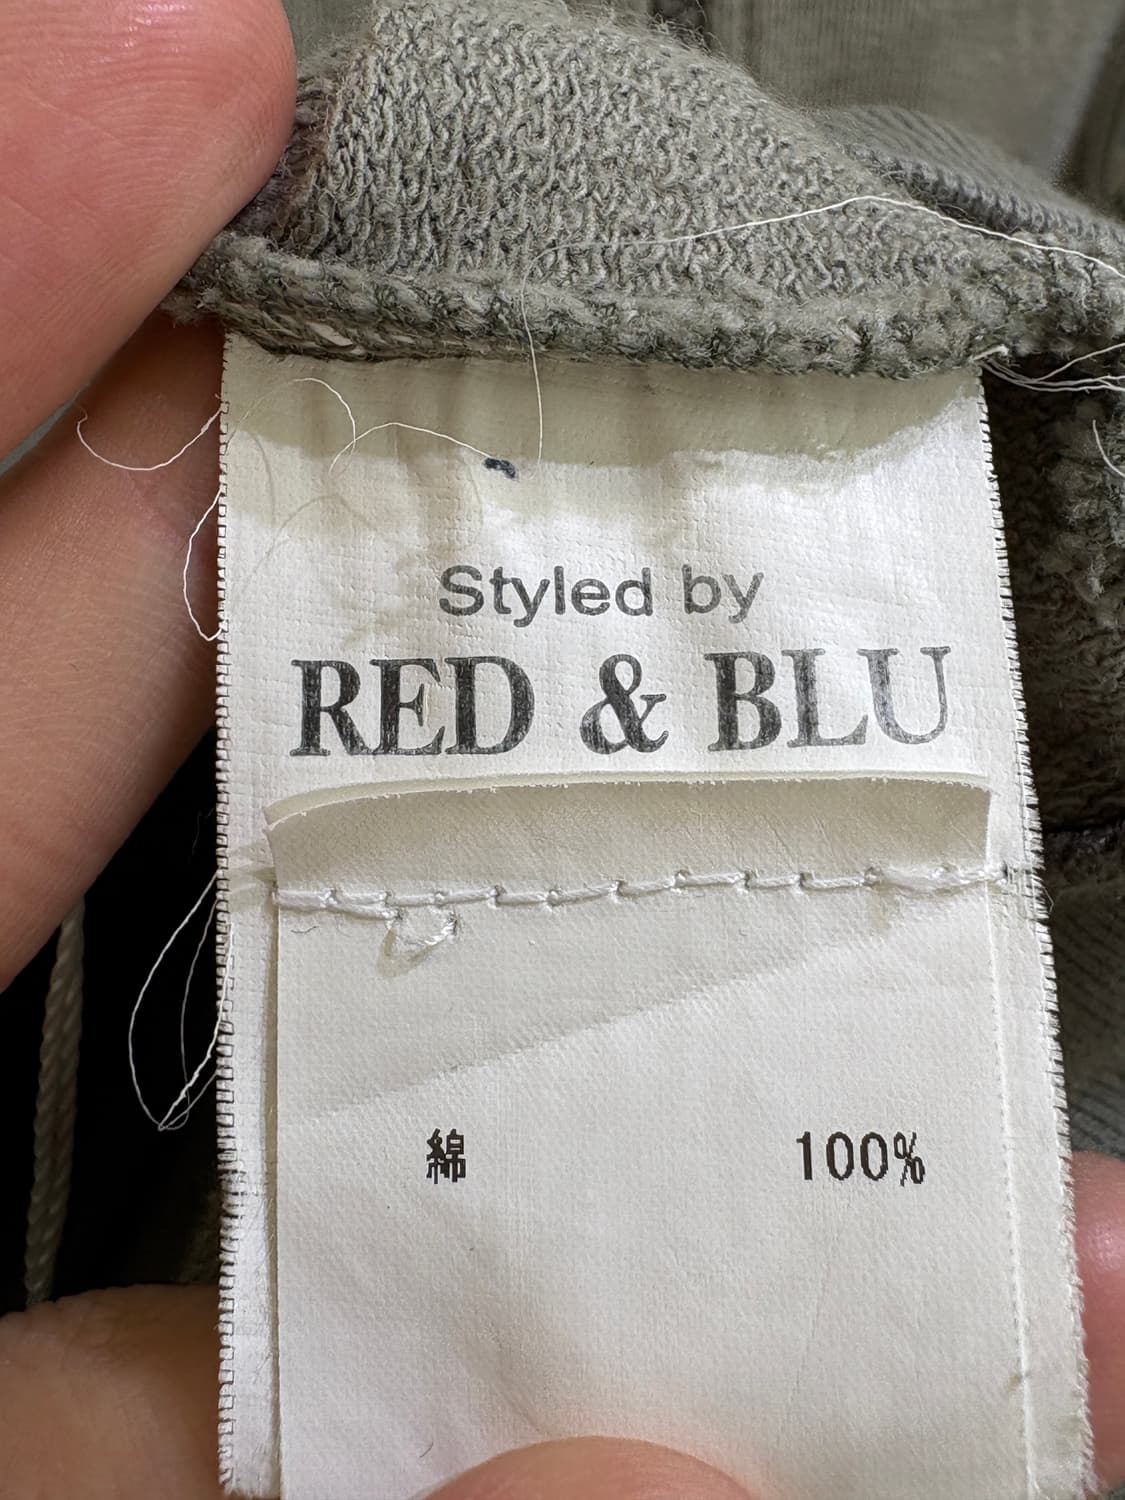 Styled by
RED & BLU
綿 100%